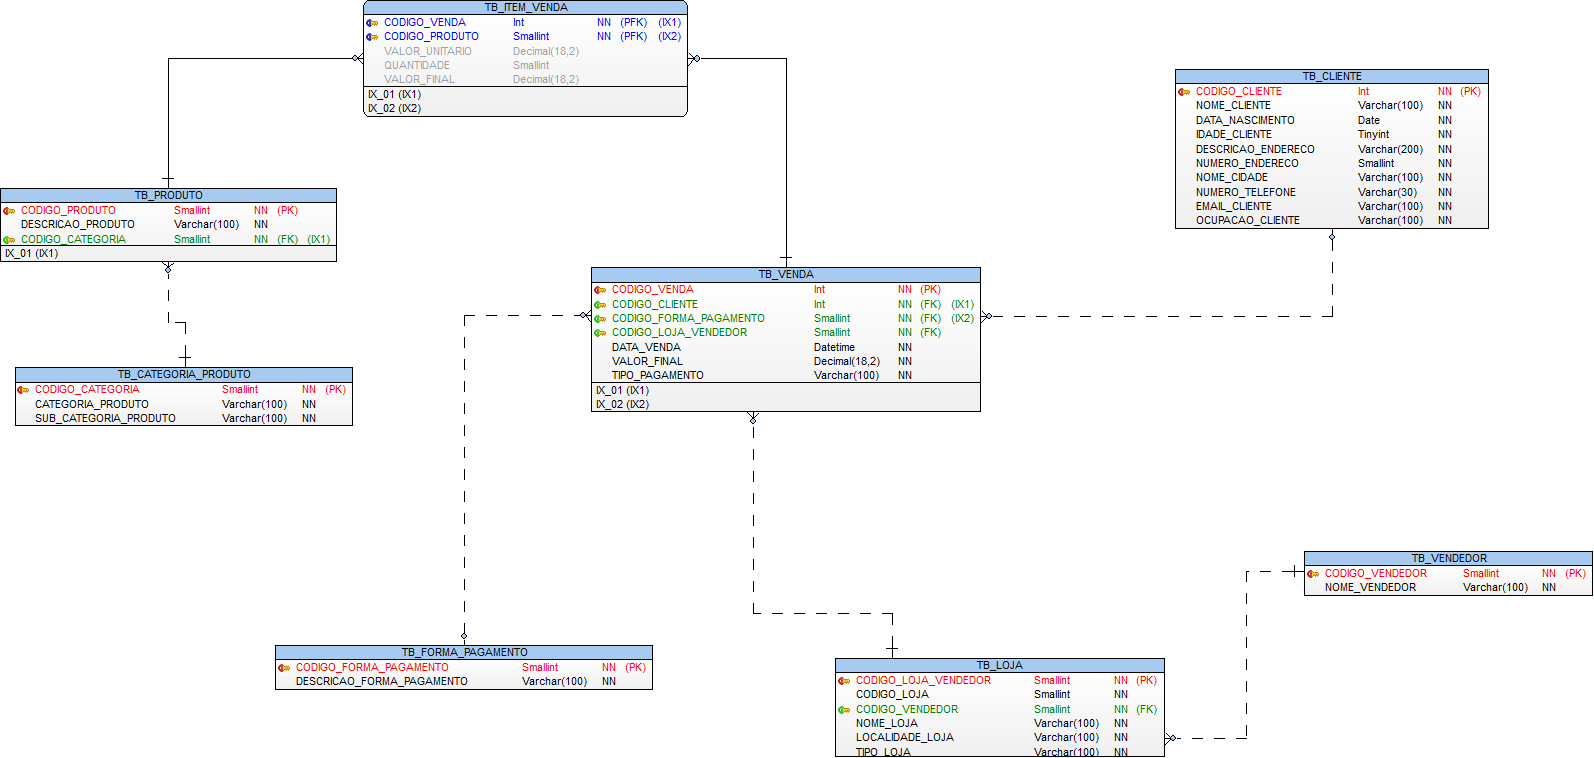 TB_ITEM_VENDA
CODIGO_VENDA Int NN (PFK) (IX1)
CODIGO_PRODUTO Smallint NN (PFK) (IX2)
VALOR_UNITARIO Decimal(18,2)
QUANTIDADE Smallint
VALOR_FINAL Decimal(18,2)
IX_01 (IX1)
IX_02 (IX2)
TB_CLIENTE
CODIGO_CLIENTE Int NN (PK)
NOME_CLIENTE Varchar(100) NN
DATA_NASCIMENTO Date NN
IDADE_CLIENTE Tinyint NN
DESCRICAO_ENDERECO Varchar(200) NN
NUMERO_ENDERECO Smallint NN
NOME_CIDADE Varchar(100) NN
NUMERO_TELEFONE Varchar(30) NN
EMAIL_CLIENTE Varchar(100) NN
OCUPACAO_CLIENTE Varchar(100) NN
TB_PRODUTO
CODIGO_PRODUTO Smallint NN (PK)
DESCRICAO_PRODUTO Varchar(100) NN
CODIGO_CATEGORIA Smallint NN (FK) (IX1)
IX_01 (IX1)
TB_VENDA
CODIGO_VENDA Int NN (PK)
CODIGO_CLIENTE Int NN (FK) (IX1)
CODIGO_FORMA_PAGAMENTO Smallint NN (FK) (IX2)
CODIGO_LOJA_VENDEDOR Smallint NN (FK)
DATA_VENDA Datetime NN
VALOR_FINAL Decimal(18,2) NN
TIPO_PAGAMENTO Varchar(100) NN
IX_01 (IX1)
IX_02 (IX2)
TB_CATEGORIA_PRODUTO
CODIGO_CATEGORIA Smallint NN (PK)
CATEGORIA_PRODUTO Varchar(100) NN
SUB_CATEGORIA_PRODUTO Varchar(100) NN
TB_VENDEDOR
CODIGO_VENDEDOR Smallint NN (PK)
NOME_VENDEDOR Varchar(100) NN
TB_FORMA_PAGAMENTO
CODIGO_FORMA_PAGAMENTO Smallint NN (PK)
DESCRICAO_FORMA_PAGAMENTO Varchar(100) NN
TB_LOJA
CODIGO_LOJA_VENDEDOR Smallint NN (PK)
CODIGO_LOJA Smallint NN
CODIGO_VENDEDOR Smallint NN (FK)
NOME_LOJA Varchar(100) NN
LOCALIDADE_LOJA Varchar(100) NN
TIPO_LOJA Varchar(100) NN